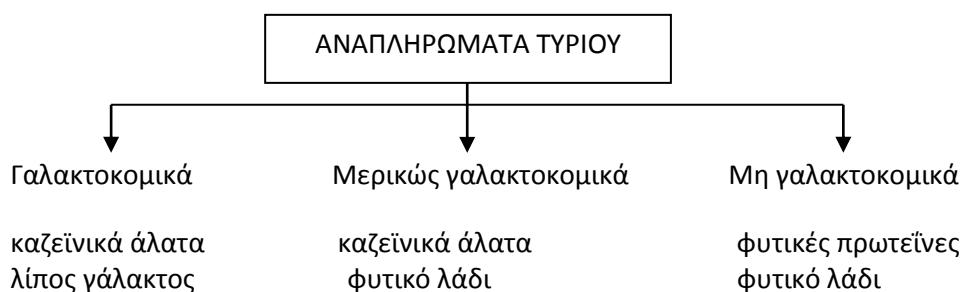 ΑΝΑΠΛΗΡΩΜΑΤΑ ΤΥΡΙΟΥ
Γαλακτοκομικά Μερικώς γαλακτοκομικά Μη γαλακτοκομικά
καζεϊνικά άλατα καζεϊνικά άλατα φυτικές πρωτεΐνες
λίπος γάλακτος φυτικό λάδι φυτικό λάδι